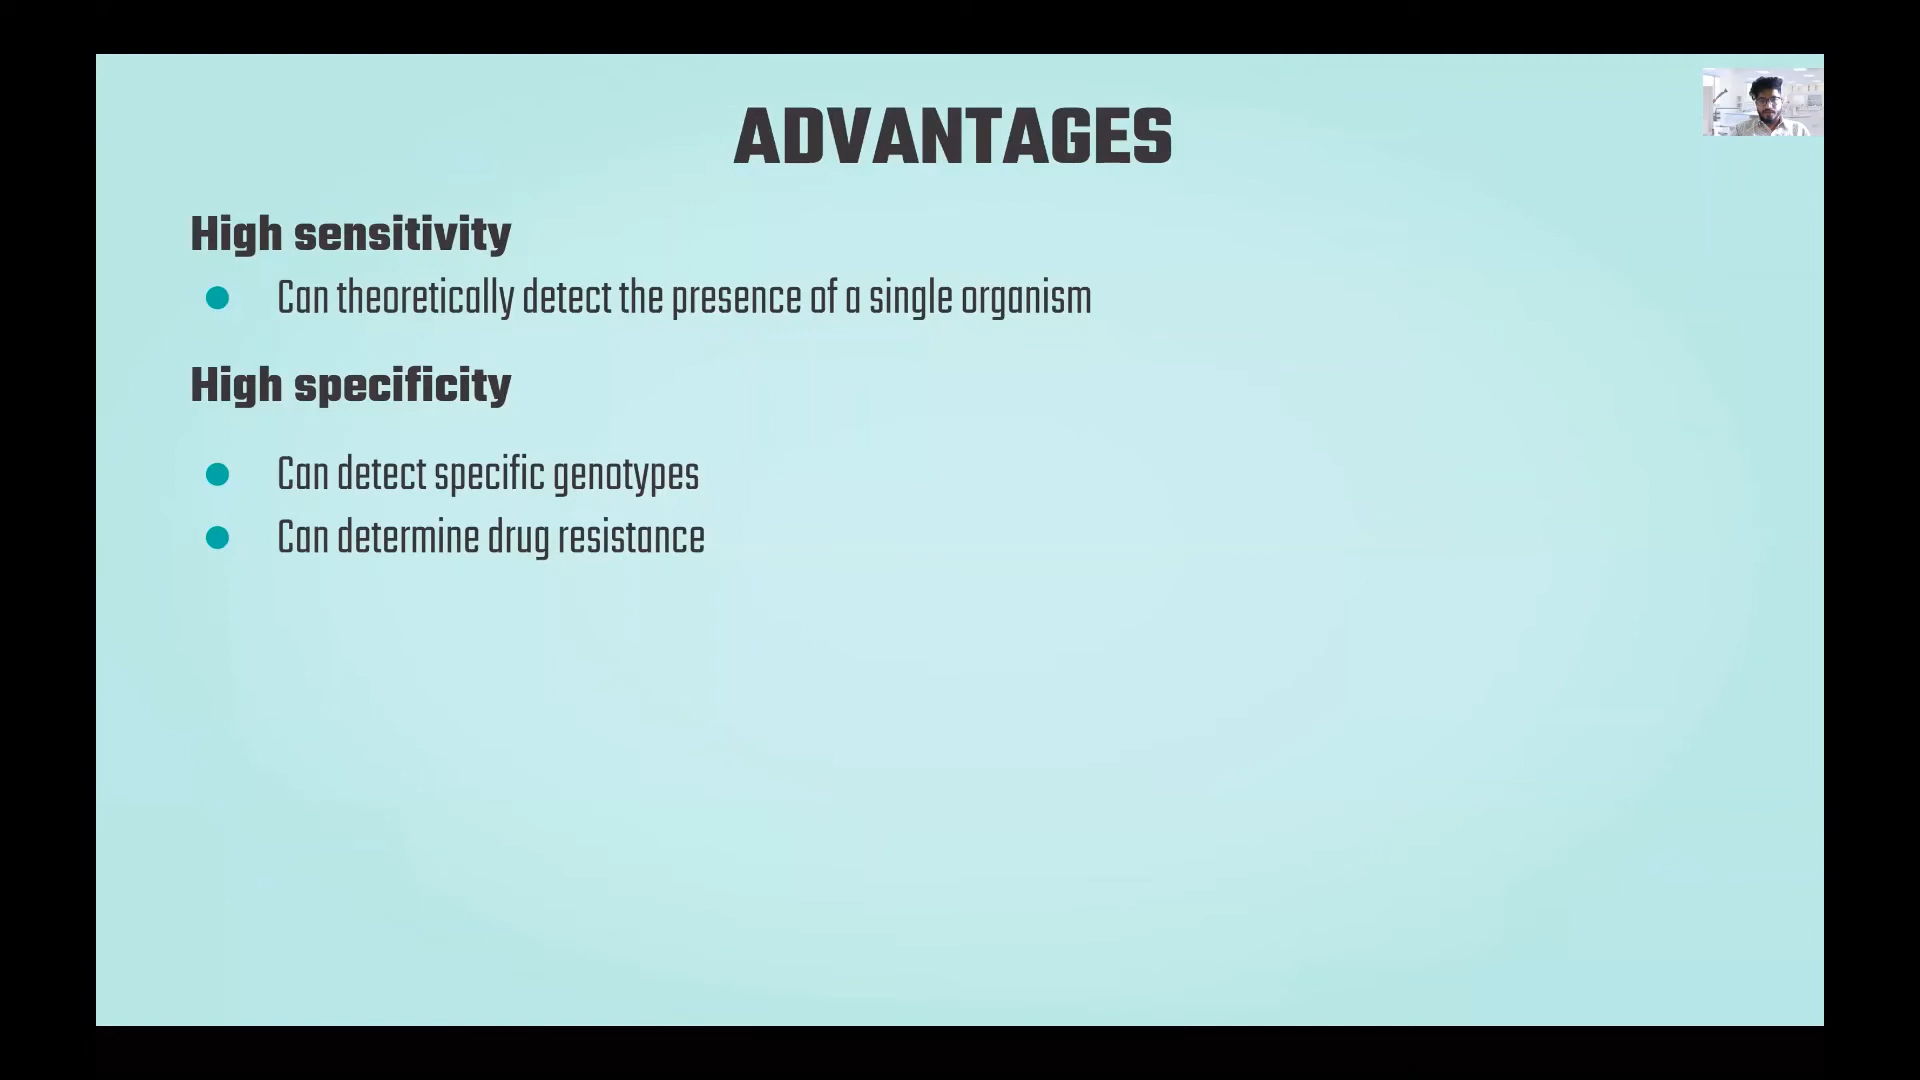 ADVANTAGES
High sensitivity
Can theoretically detect the presence of a single organism
High specificity
Can detect specific genotypes
Can determine drug resistance